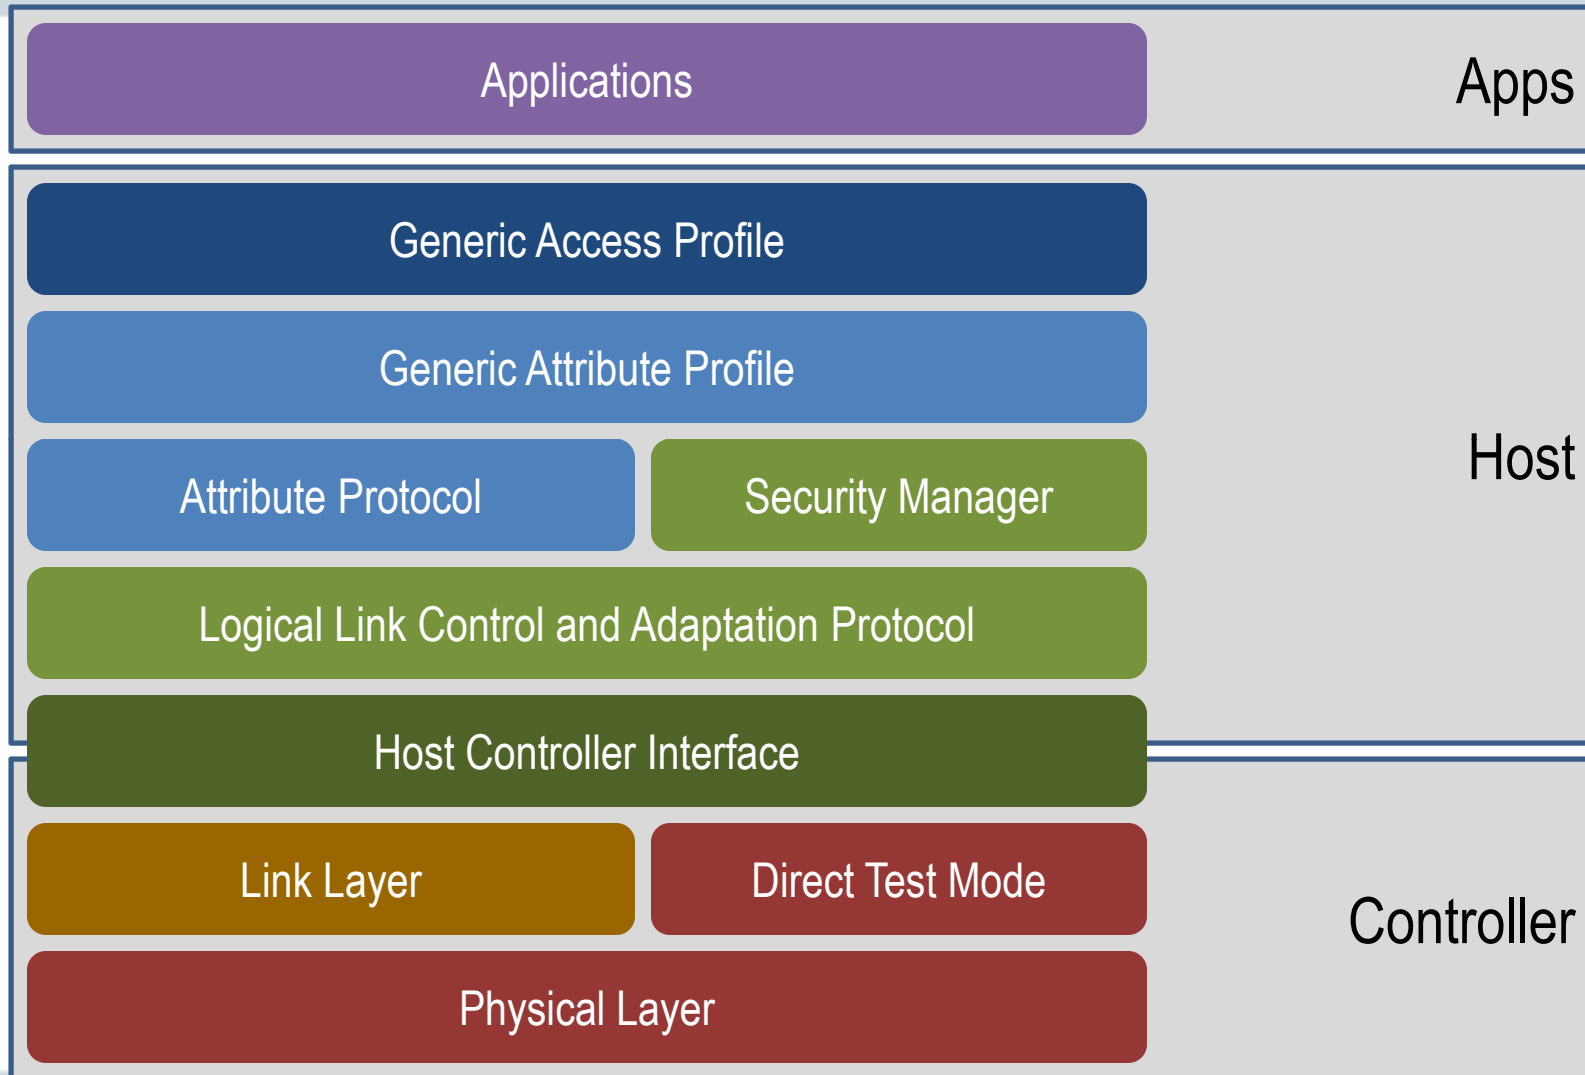 Applications
Apps
Generic Access Profile
Generic Attribute Profile
Host
Attribute Protocol
Security Manager
Logical Link Control and Adaptation Protocol
Host Controller Interface
Link Layer
Direct Test Mode
Controller
Physical Layer